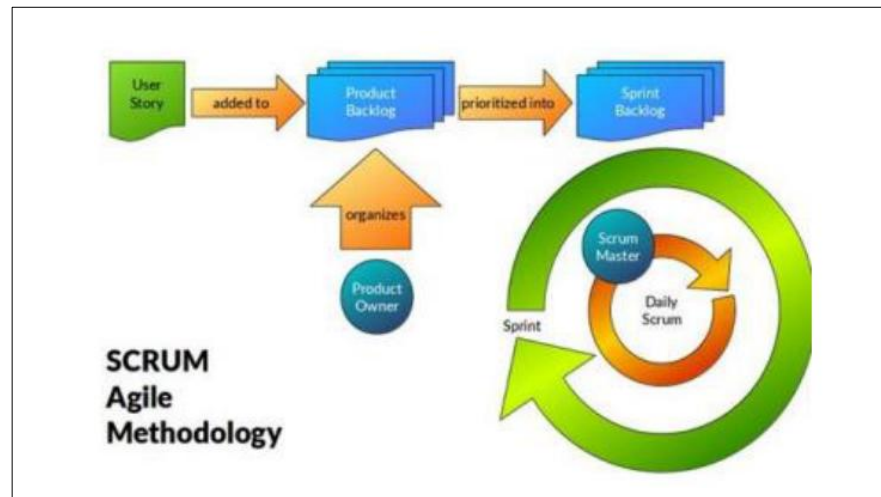 User
Story
added to
Product
Backlog
prioritized into
Sprint
Backlog
organizes
Product
Owner
Scrum
Master
Daily
Scrum
Sprint
SCRUM
Agile
Methodology